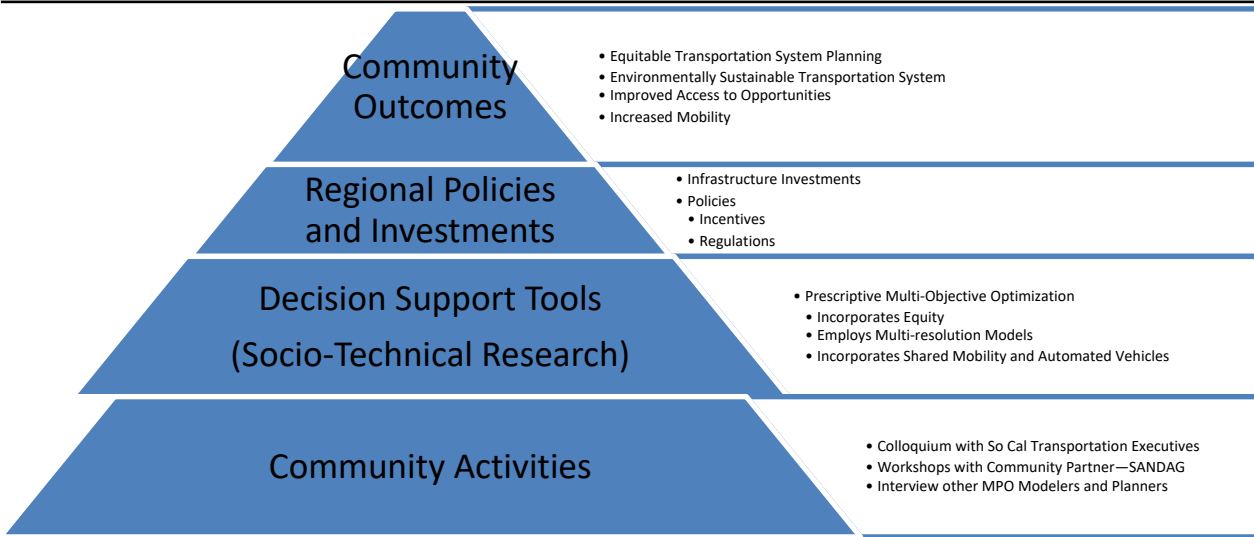 Community
Outcomes
• Equitable Transportation System Planning
• Environmentally Sustainable Transportation System
• Improved Access to Opportunities
• Increased Mobility
Regional Policies
and Investments
• Infrastructure Investments
• Policies
• Incentives
• Regulations
Decision Support Tools
(Socio-Technical Research)
• Prescriptive Multi-Objective Optimization
• Incorporates Equity
• Employs Multi-resolution Models
• Incorporates Shared Mobility and Automated Vehicles
Community Activities
• Colloquium with So Cal Transportation Executives
• Workshops with Community Partner—SANDAG
• Interview other MPO Modelers and Planners